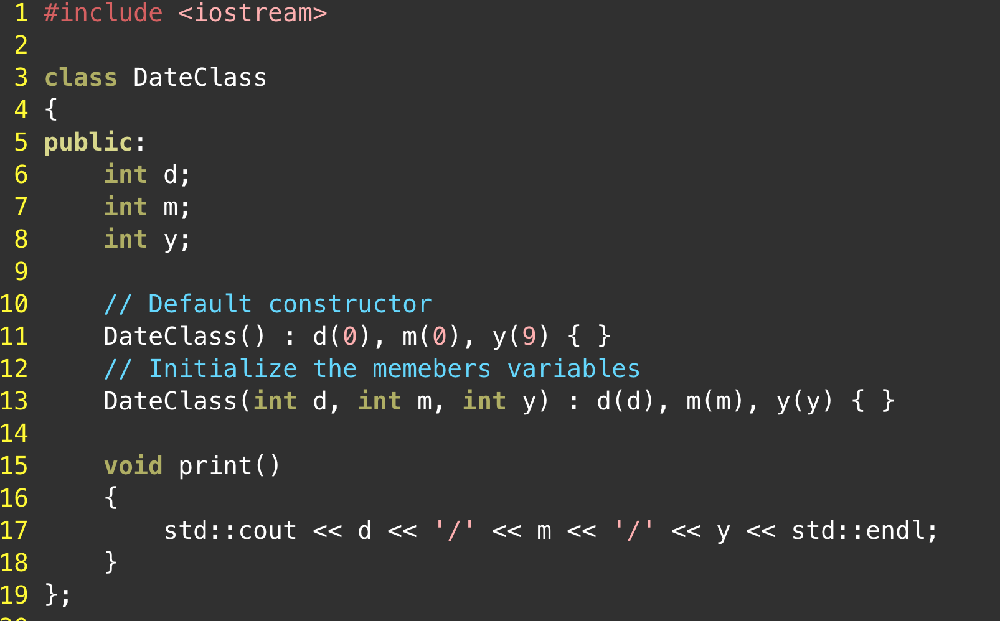 1 #include <iostream>
2
3 class DateClass
4 {
5 public:
6     int d;
7     int m;
8     int y;
9
10     // Default constructor
11     DateClass() : d(0), m(0), y(9) { }
12     // Initialize the memebers variables
13     DateClass(int d, int m, int y) : d(d), m(m), y(y) { }
14
15     void print()
16     {
17         std::cout << d << '/' << m << '/' << y << std::endl;
18     }
19 };